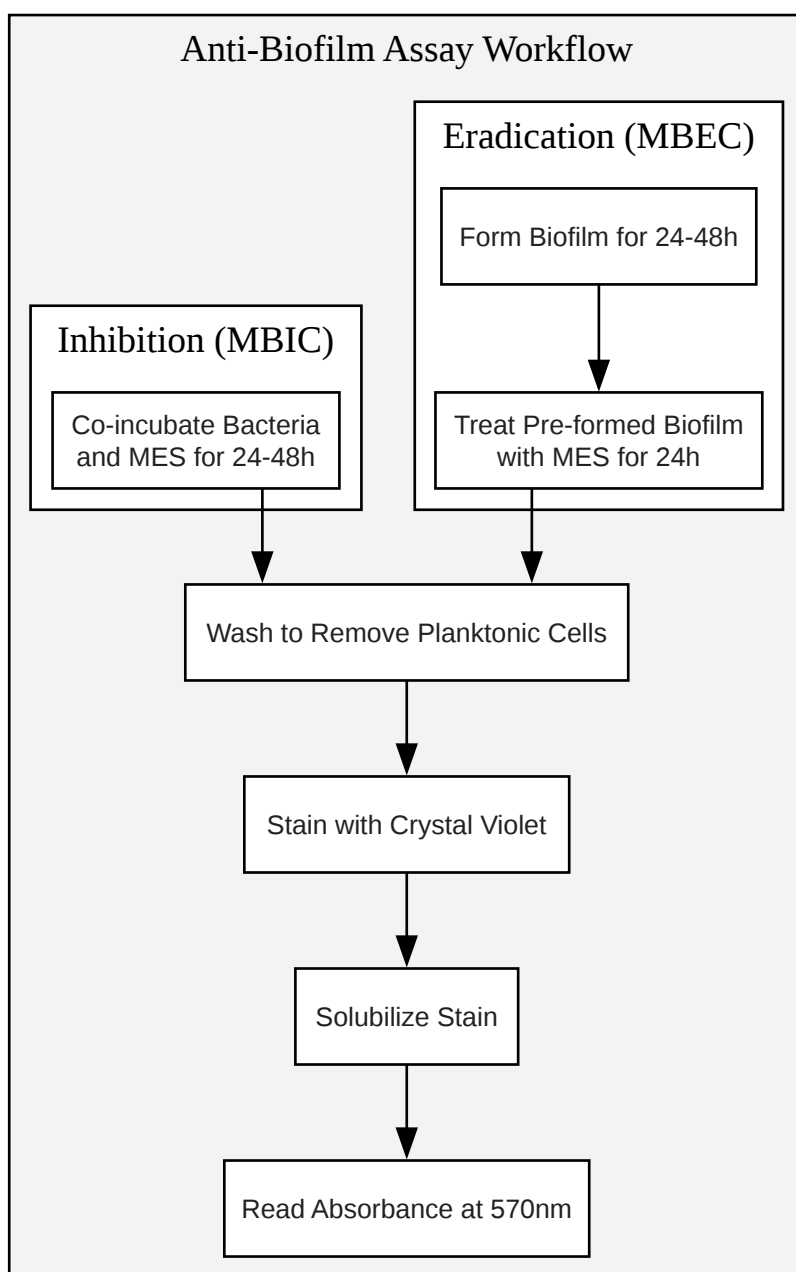 Anti-Biofilm Assay Workflow
Eradication (MBEC)
Form Biofilm for 24-48h
Inhibition (MBIC)
Co-incubate Bacteria
and MES for 24-48h
Treat Pre-formed Biofilm
with MES for 24h
Wash to Remove Planktonic Cells
Stain with Crystal Violet
Solubilize Stain
Read Absorbance at 570nm